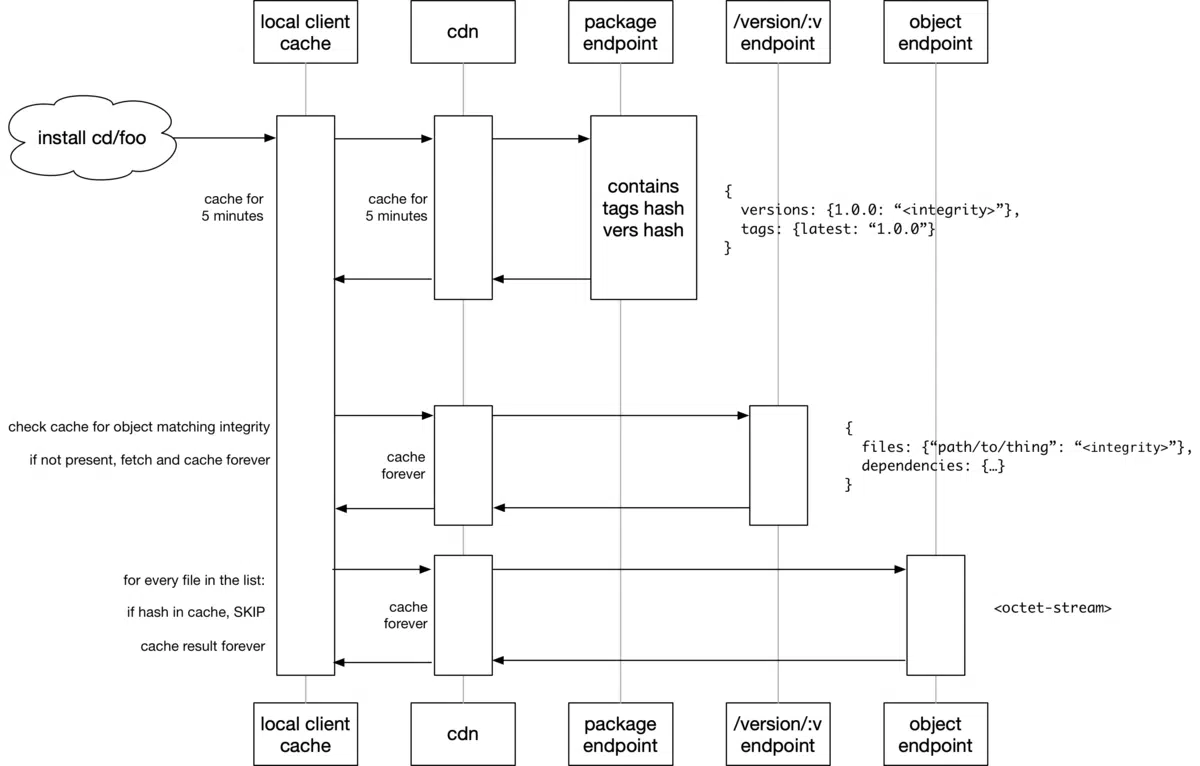 local client
cache
cdn
package
endpoint
/version/:v
endpoint
object
endpoint
install cd/foo
cache for
5 minutes
cache for
5 minutes
contains
tags hash
vers hash
{
versions: {1.0.0: “<integrity>”},
tags: {latest: “1.0.0”}
}
check cache for object matching integrity
if not present, fetch and cache forever
cache
forever
{
files: {“path/to/thing”: “<integrity>”},
dependencies: {…}
}
for every file in the list:
if hash in cache, SKIP
cache result forever
cache
forever
<octet-stream>
local client
cache
cdn
package
endpoint
/version/:v
endpoint
object
endpoint